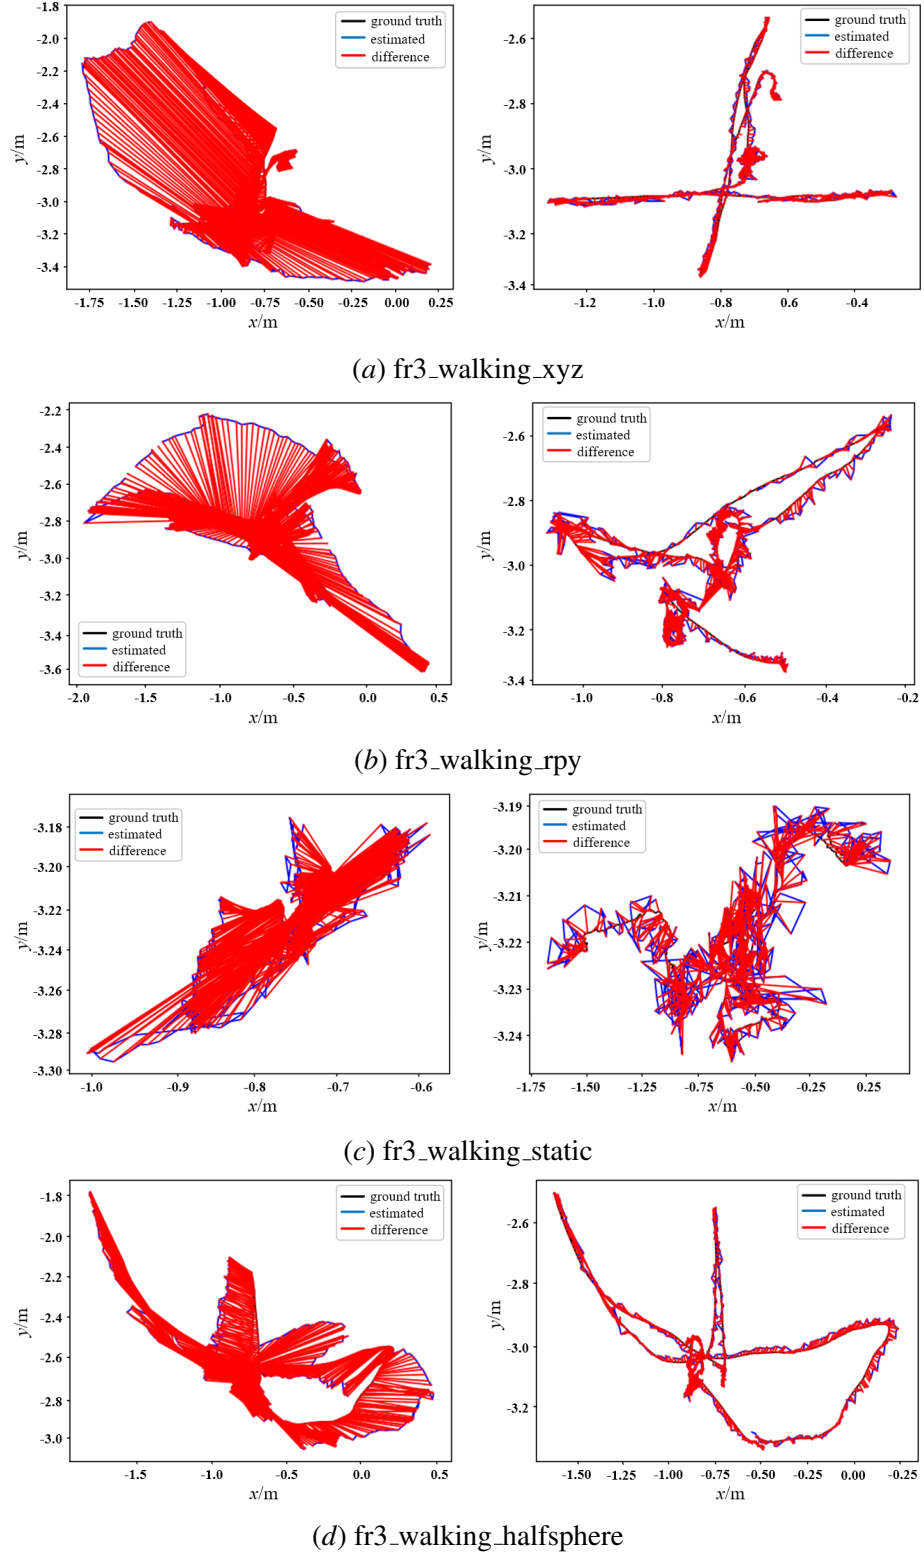 -1.8
-2.0
-2.2
-2.4
-2.6
-2.8
-3.0
-3.2
-3.4
y/m
ground truth
estimated
difference
-1.75 -1.50 -1.25 -1.00 -0.75 -0.50 -0.25 0.00 0.25
x/m
-2.6
-2.8
-3.0
-3.2
-3.4
y/m
ground truth
estimated
difference
-1.2 -1.0 -0.8 0.6 -0.4
x/m
(a) fr3_walking_xyz
-2.2
-2.4
-2.6
-2.8
-3.0
-3.2
-3.4
-3.6
y/m
ground truth
estimated
difference
-2.0 -1.5 -1.0 -0.5 0.0 0.5
x/m
-2.6
-2.8
-3.0
-3.2
-3.4
y/m
ground truth
estimated
difference
-1.0 -0.8 -0.6 -0.4 -0.2
x/m
(b) fr3_walking_rpy
-3.18
-3.20
-3.22
-3.24
-3.26
-3.28
-3.30
y/m
ground truth
estimated
difference
-1.0 -0.9 -0.8 -0.7 -0.6
x/m
-3.19
-3.20
-3.21
-3.22
-3.23
-3.24
y/m
ground truth
estimated
difference
-1.75 -1.50 -1.25 -0.75 -0.50 -0.25 0.25
x/m
(c) fr3_walking_static
-1.8
-2.0
-2.4
-2.6
-2.8
-3.0
y/m
ground truth
estimated
difference
-1.5 -1.0 -0.5 0.0 0.5
x/m
-2.6
-2.8
-3.0
-3.2
y/m
ground truth
estimated
difference
-1.50 -1.25 -1.00 -0.75 -0.50 -0.25 0.00 -0.25
x/m
(d) fr3_walking_halfsphere